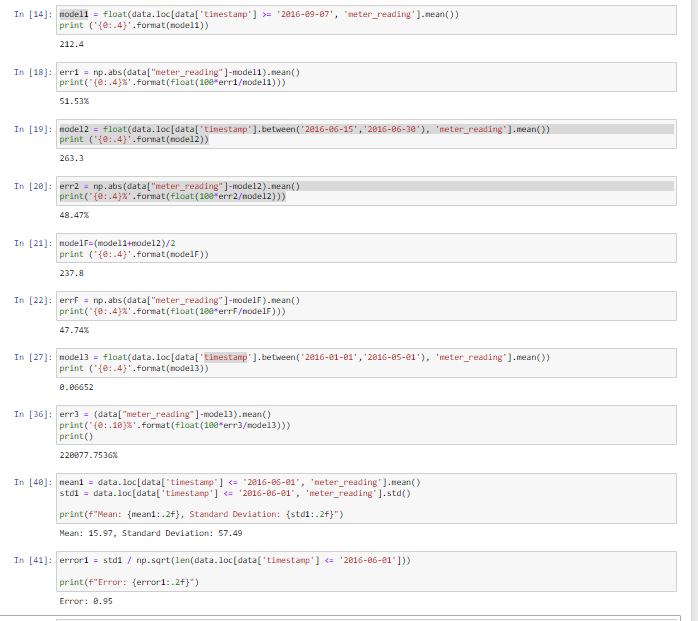 In [14]: model1 = float(data.loc[data['timestamp'] >= '2016-09-07', 'meter_reading'].mean())
print ('{0:.4}'.format(model1))
212.4
In [18]: err1 = np.abs(data["meter_reading"]-model1).mean()
print('{0:.4}%'.format(float(100*err1/model1)))
51.53%
In [19]: model2 = float(data.loc[data['timestamp'].between('2016-06-15','2016-06-30'), 'meter_reading'].mean())
print ('{0:.4}'.format(model2))
263.3
In [20]: err2 = np.abs(data["meter_reading"]-model2).mean()
print('{0:.4}%'.format(float(100*err2/model2)))
48.47%
In [21]: modelF=(model1+model2)/2
print ('{0:.4}'.format(modelF))
237.8
In [22]: errF = np.abs(data["meter_reading"]-modelF).mean()
print('{0:.4}%'.format(float(100*errF/modelF)))
47.74%
In [27]: model3 = float(data.loc[data['timestamp'].between('2016-01-01','2016-05-01'), 'meter_reading'].mean())
print ('{0:.4}'.format(model3))
0.06652
In [36]: err3 = (data["meter_reading"]-model3).mean()
print('{0:.10}%'.format(float(100*err3/model3)))
print()
220077.7536%
In [40]: mean1 = data.loc[data['timestamp'] <= '2016-06-01', 'meter_reading'].mean()
std1 = data.loc[data['timestamp'] <= '2016-06-01', 'meter_reading'].std()
print(f"Mean: {mean1:.2f}, Standard Deviation: {std1:.2f}")
Mean: 15.97, Standard Deviation: 57.49
In [41]: error1 = std1 / np.sqrt(len(data.loc[data['timestamp'] <= '2016-06-01']))
print(f"Error: {error1:.2f}")
Error: 0.95